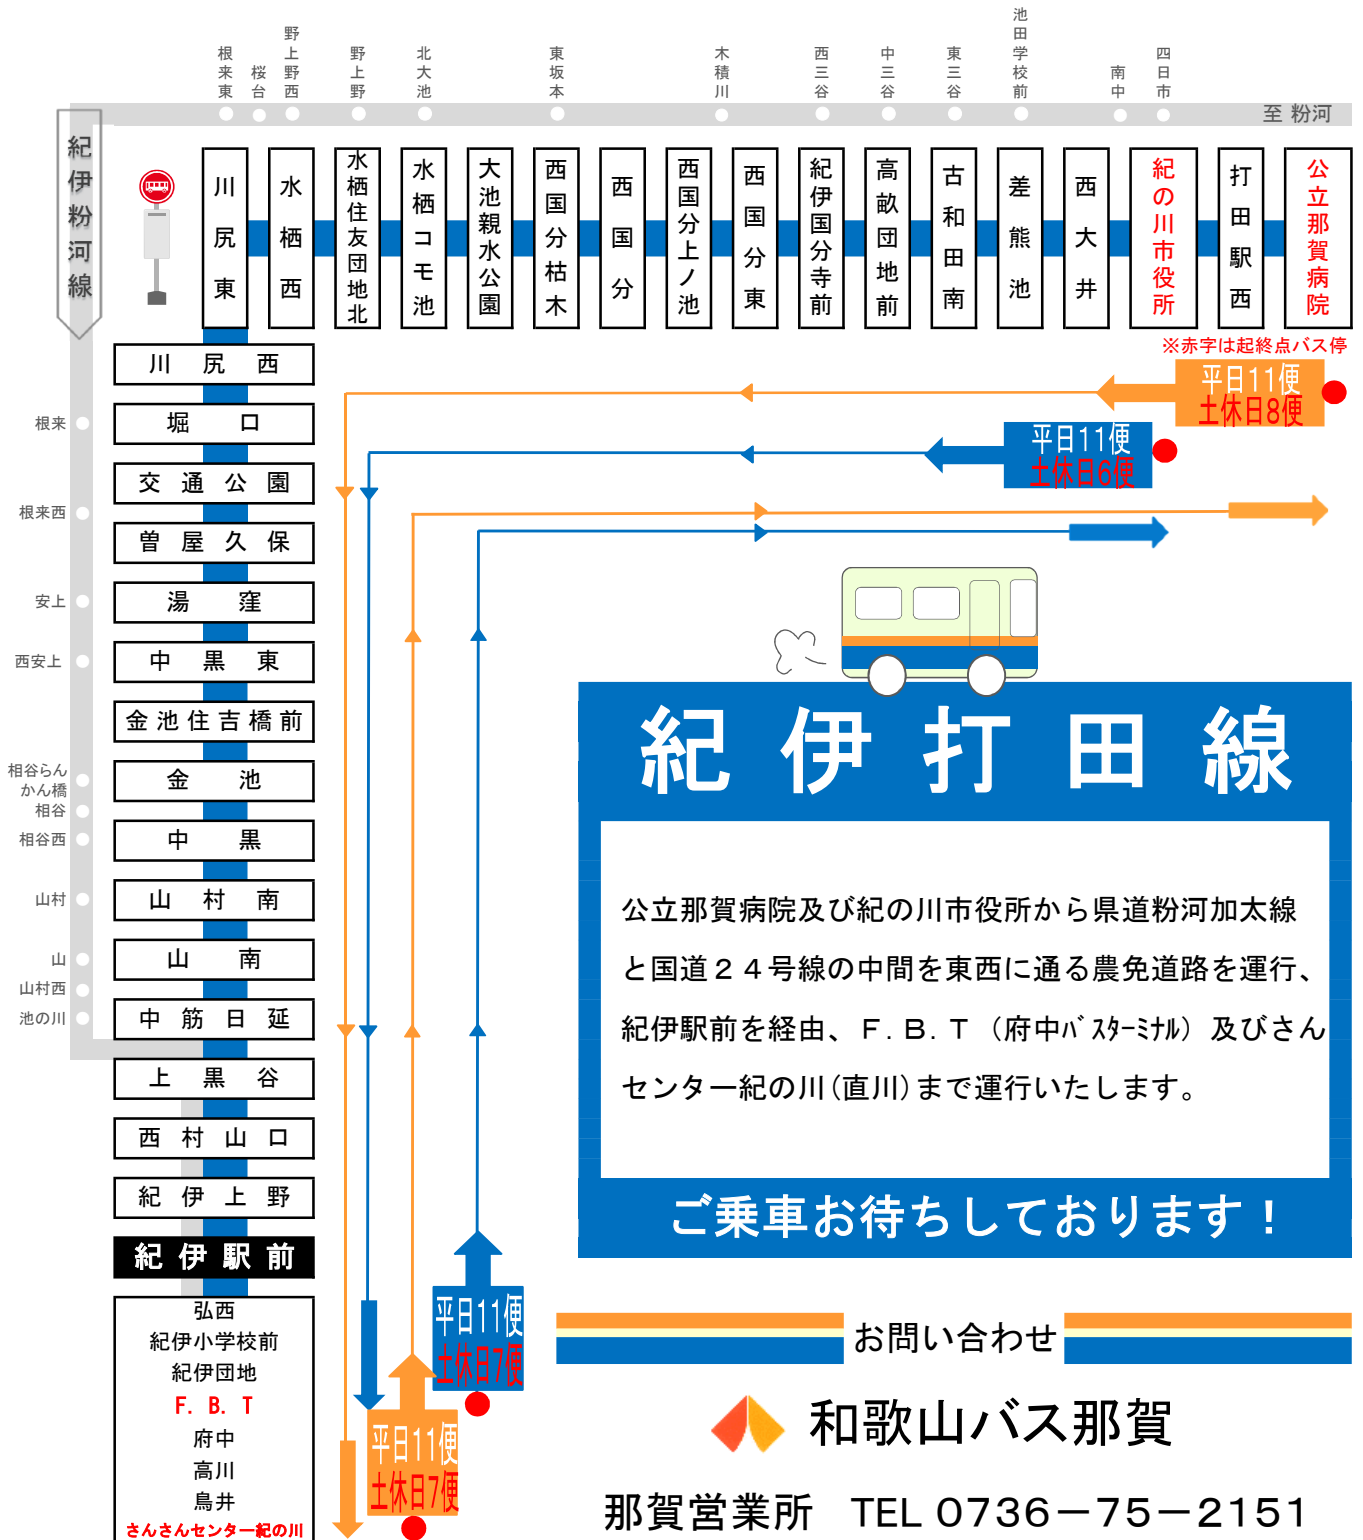 根来東
桜台
野上野西
野上野
北大池
東坂本
木積川
西三谷
中三谷
東三谷
池田学校前
南中
四日市
至 粉河
紀伊粉河線
川尻東
水栖西
水栖住友団地北
水栖コモ池
大池親水公園
西国分枯木
西国分
西国分上ノ池
西国分東
紀伊国分寺前
高畝団地前
古和田南
差熊池
西大井
紀の川市役所
打田駅西
公立那賀病院
※赤字は起終点バス停
平日11便
土休日8便
平日11便
土休日6便
川尻西
堀口
交通公園
曽屋久保
湯窪
中黒東
金池住吉橋前
金池
中黒
山村南
山南
中筋日延
上黒谷
西村山口
紀伊上野
紀伊駅前
弘西
紀伊小学校前
紀伊団地
F. B. T
府中
高川
鳥井
さんさんセンター紀の川
根来
根来西
安上
西安上
相谷らん
かん橋
相谷
相谷西
山村
山
山村西
池の川
平日11便
土休日7便
平日11便
土休日7便
紀伊打田線
公立那賀病院及び紀の川市役所から県道粉河加太線
と国道２４号線の中間を東西に通る農免道路を運行、
紀伊駅前を経由、Ｆ.Ｂ.Ｔ（府中ﾊﾞｽﾀｰﾐﾅﾙ）及びさん
センター紀の川(直川)まで運行いたします。
ご乗車お待ちしております！
お問い合わせ
和歌山バス那賀
那賀営業所　TEL 0736－75－2151